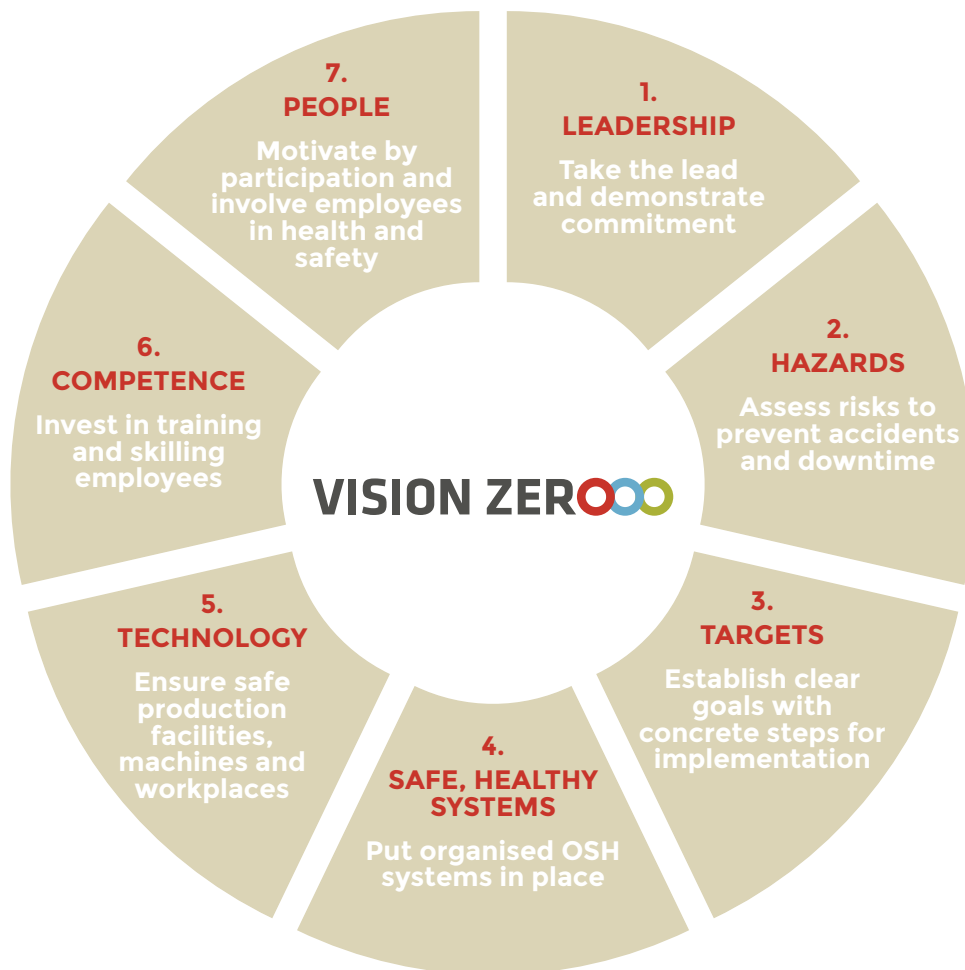 1.
LEADERSHIP
Take the lead
and demonstrate
commitment
2.
HAZARDS
Assess risks to
prevent accidents
and downtime
3.
TARGETS
Establish clear
goals with
concrete steps for
implementation
4.
SAFE, HEALTHY
SYSTEMS
Put organised OSH
systems in place
5.
TECHNOLOGY
Ensure safe
production
facilities,
machines and
workplaces
6.
COMPETENCE
Invest in training
and skilling
employees
7.
PEOPLE
Motivate by
participation and
involve employees
in health and
safety
VISION ZEROOO